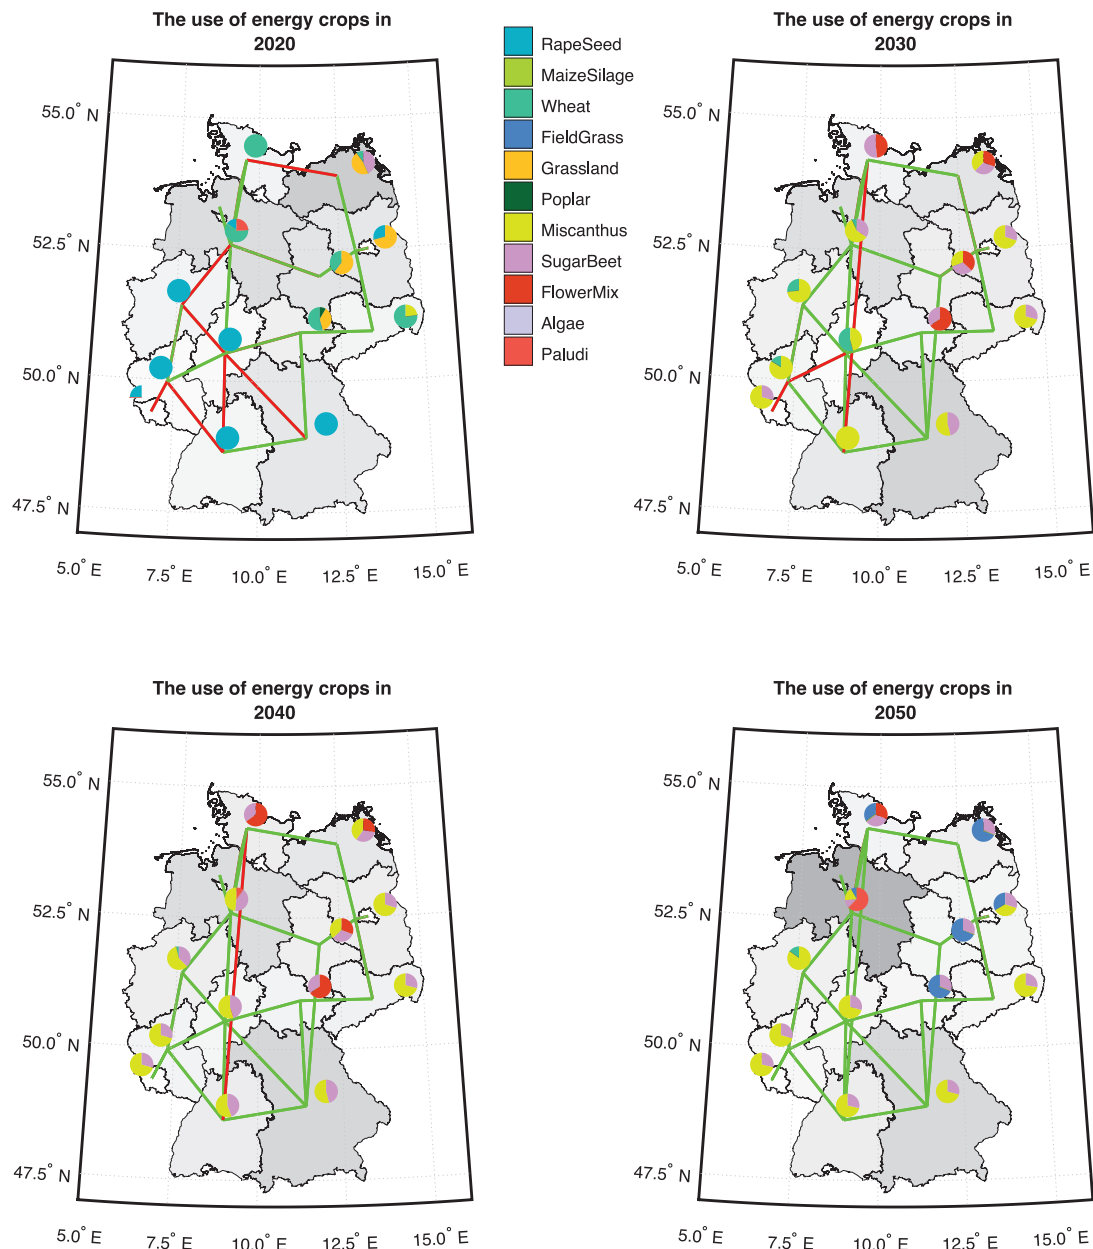 The use of energy crops in
2020
55.0° N
52.5° N
50.0° N
47.5° N
5.0° E
7.5° E
10.0° E
12.5° E
15.0° E
RapeSeed
MaizeSilage
Wheat
FieldGrass
Grassland
Poplar
Miscanthus
SugarBeet
FlowerMix
Algae
Paludi
The use of energy crops in
2030
55.0° N
52.5° N
50.0° N
47.5° N
5.0° E
7.5° E
10.0° E
12.5° E
15.0° E
The use of energy crops in
2040
55.0° N
52.5° N
50.0° N
47.5° N
5.0° E
7.5° E
10.0° E
12.5° E
15.0° E
The use of energy crops in
2050
55.0° N
52.5° N
50.0° N
47.5° N
5.0° E
7.5° E
10.0° E
12.5° E
15.0° E